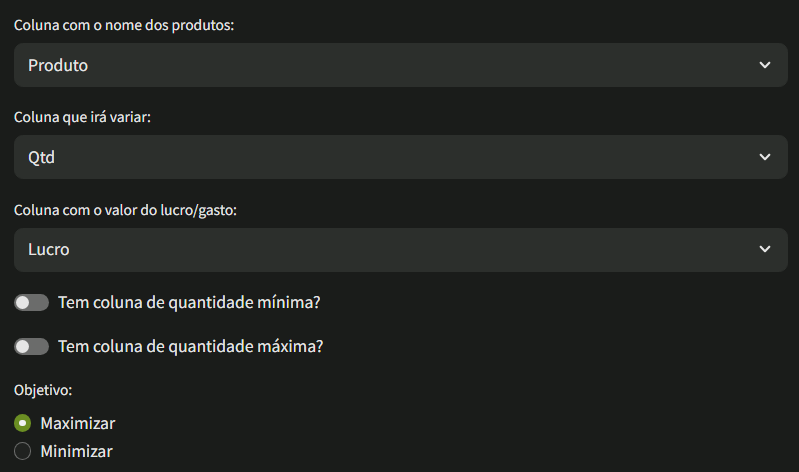 Coluna com o nome dos produtos:
Produto
Coluna que irá variar:
Qtd
Coluna com o valor do lucro/gasto:
Lucro
Tem coluna de quantidade mínima?
Tem coluna de quantidade máxima?
Objetivo:
Maximizar
Minimizar